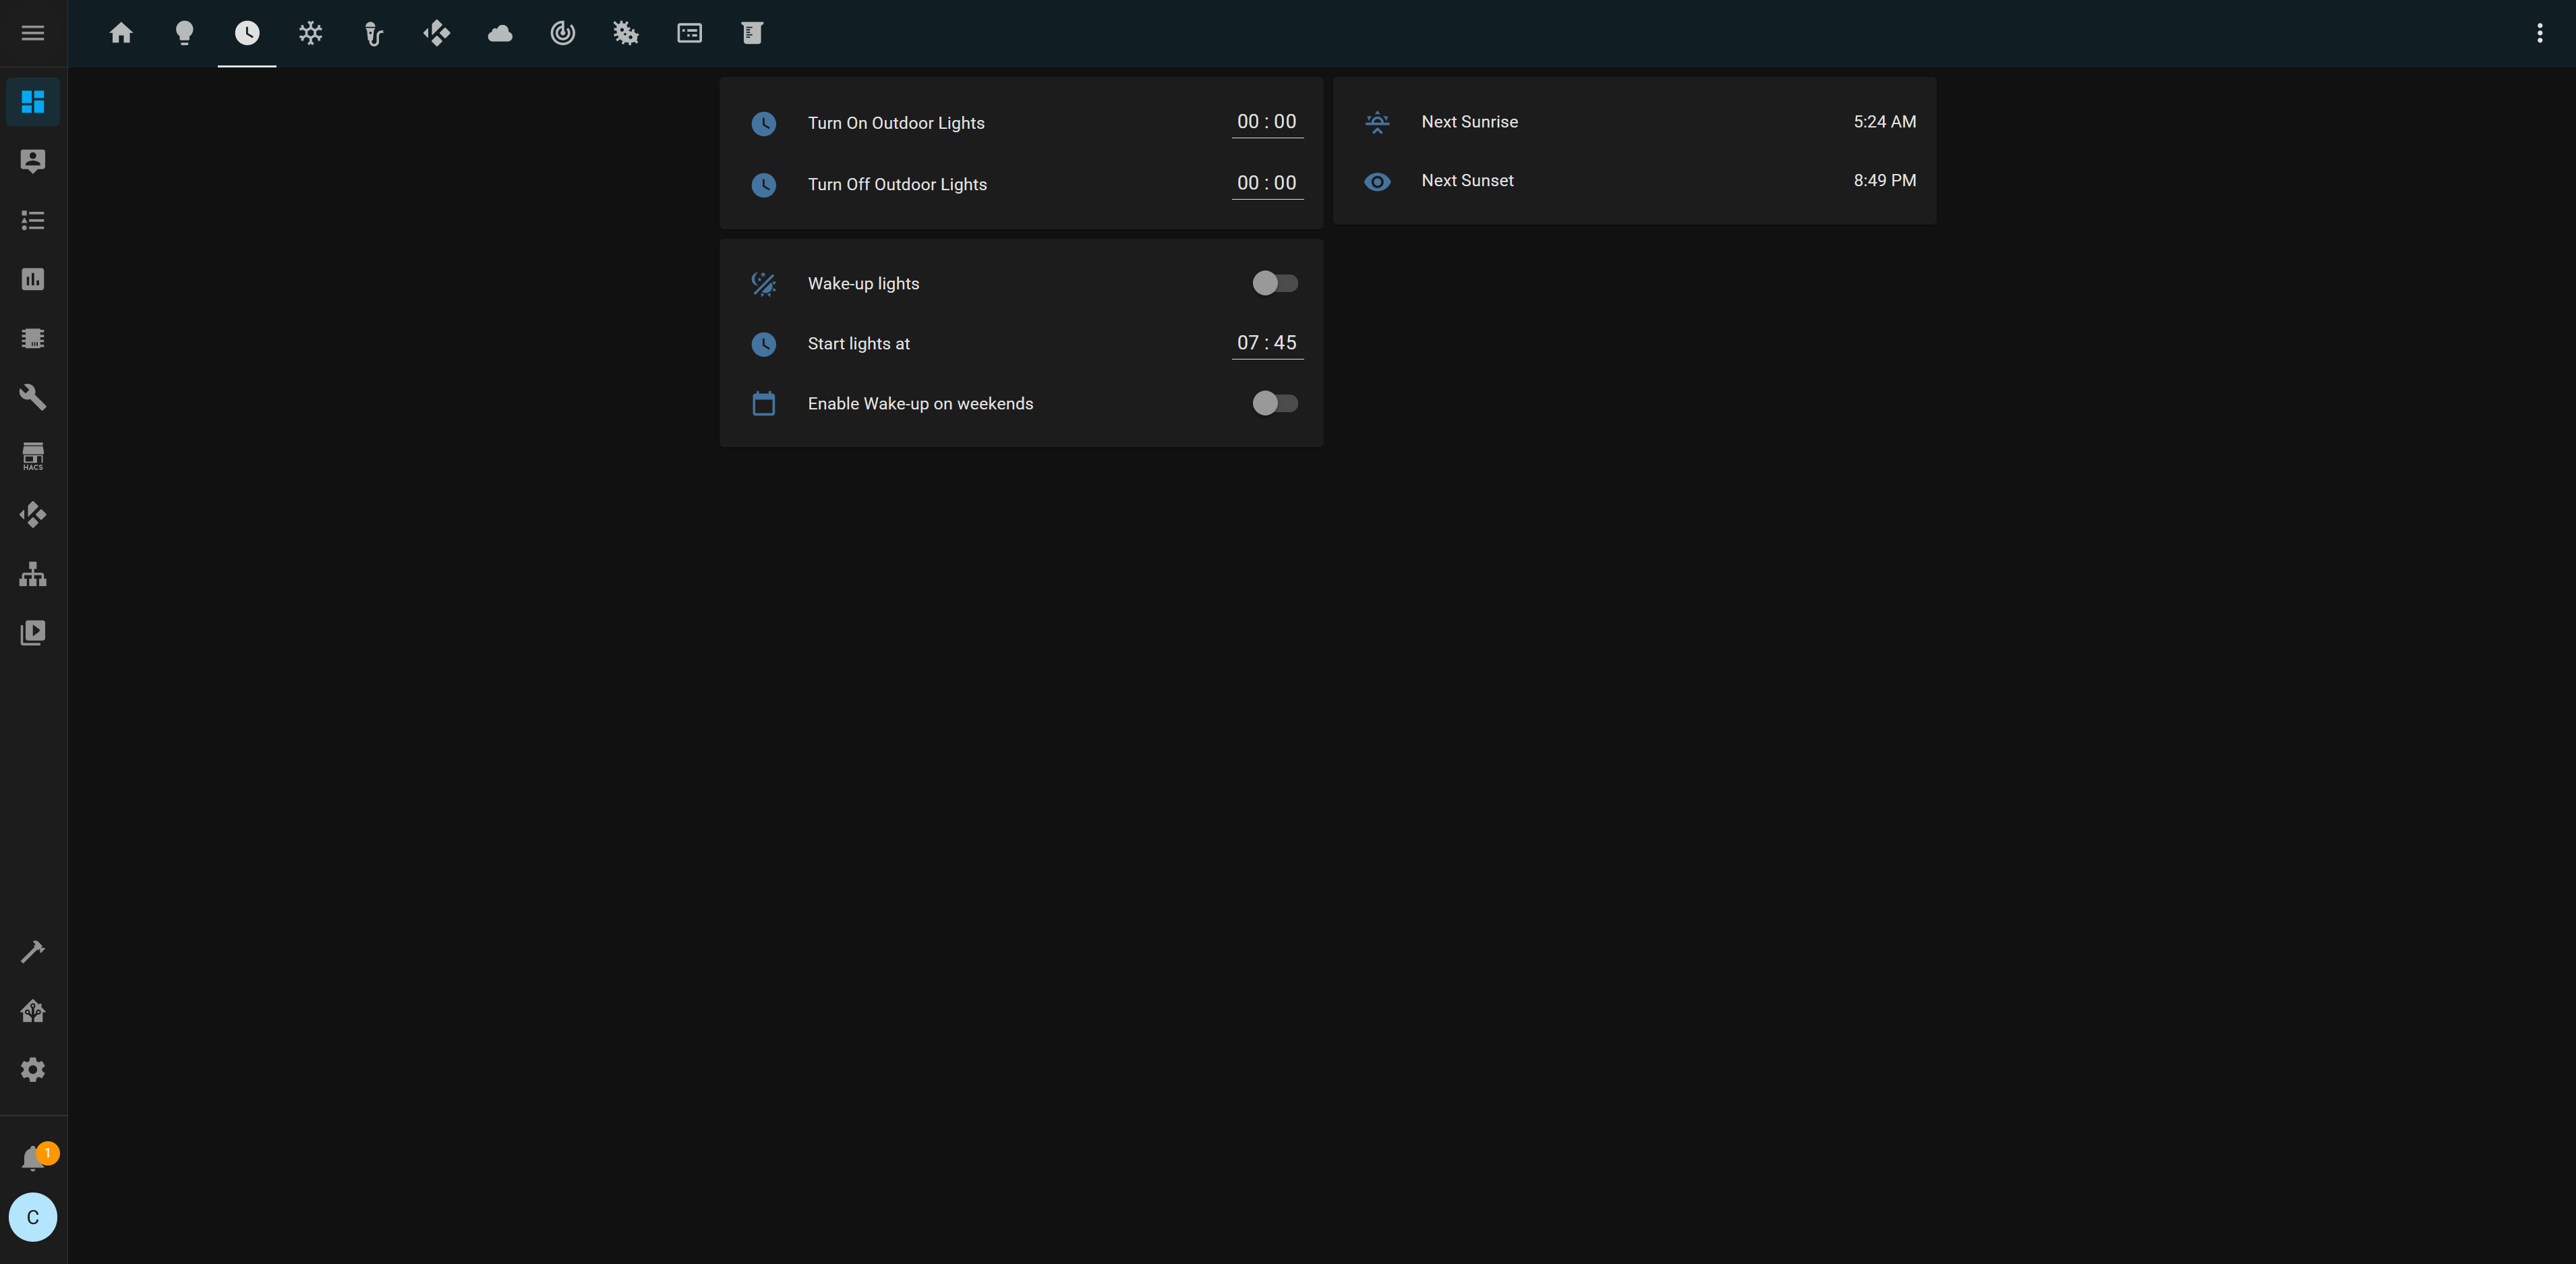 Turn On Outdoor Lights 00 : 00
Turn Off Outdoor Lights 00 : 00
Next Sunrise 5:24 AM
Next Sunset 8:49 PM
Wake-up lights
Start lights at 07 : 45
Enable Wake-up on weekends
HACS
1
C